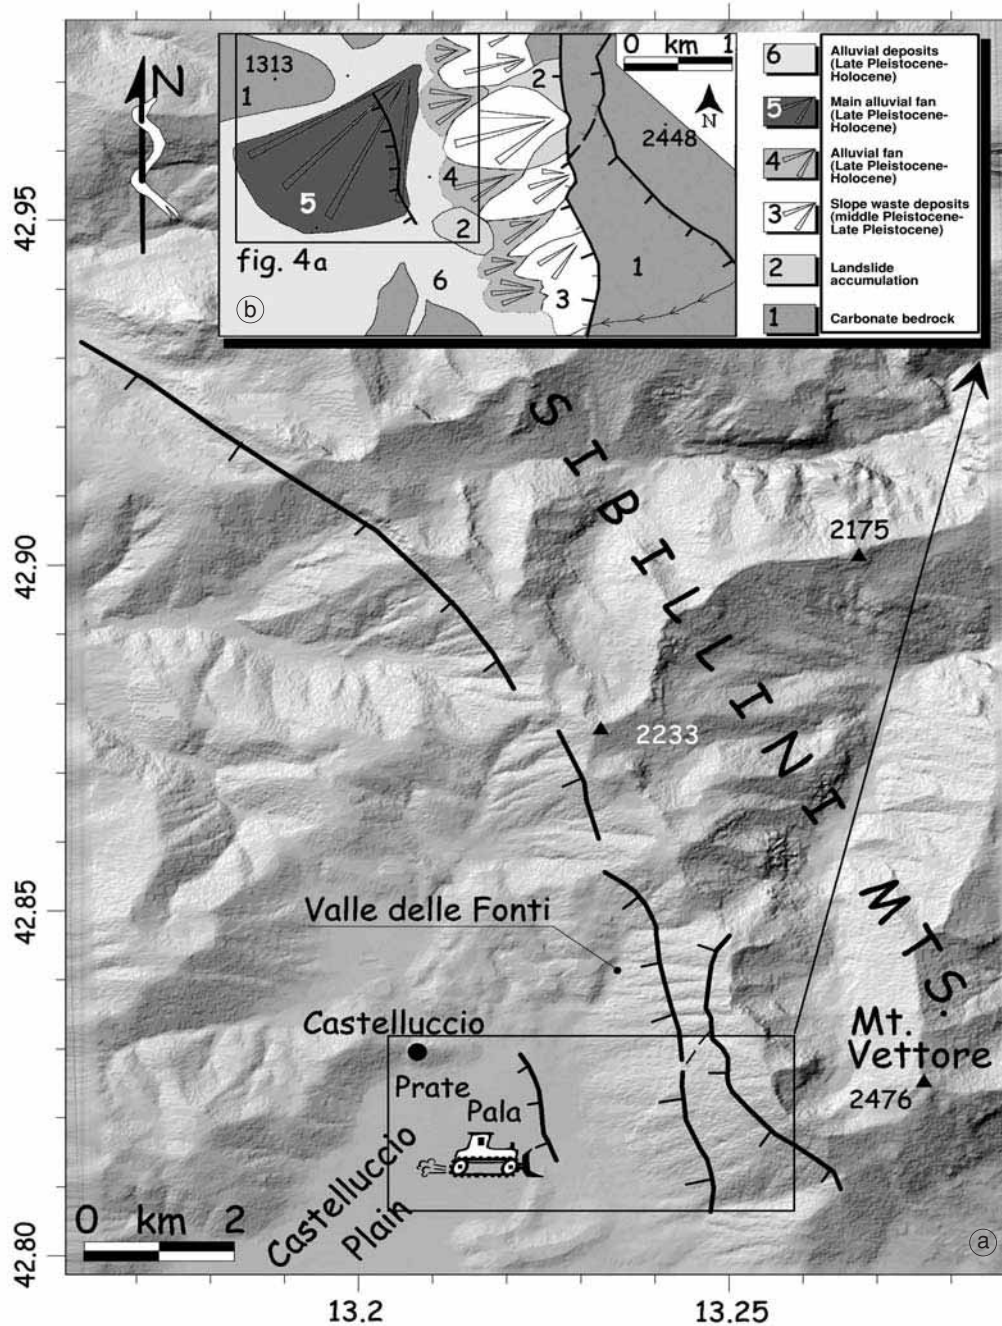 N
1313
1
5
fig. 4a
b
2
4
2
6
3
1
2448
0 km 1
N
6 Alluvial deposits
(Late Pleistocene-
Holocene)
5 Main alluvial fan
(Late Pleistocene-
Holocene)
4 Alluvial fan
(Late Pleistocene-
Holocene)
3 Slope waste deposits
(middle Pleistocene-
Late Pleistocene)
2 Landslide
accumulation
1 Carbonate bedrock
42.95
42.90
42.85
42.80
SIBILLINI MTS.
2175
2233
Valle delle Fonti
Castelluccio
Prate
Pala
Castelluccio
Plain
Mt.
Vettore
2476
0 km 2
a
13.2
13.25